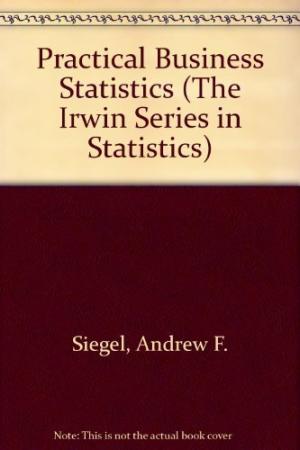 Practical Business
Statistics (The
Irwin Series in
Statistics)
Siegel, Andrew F.
Note: This is not the actual book cover